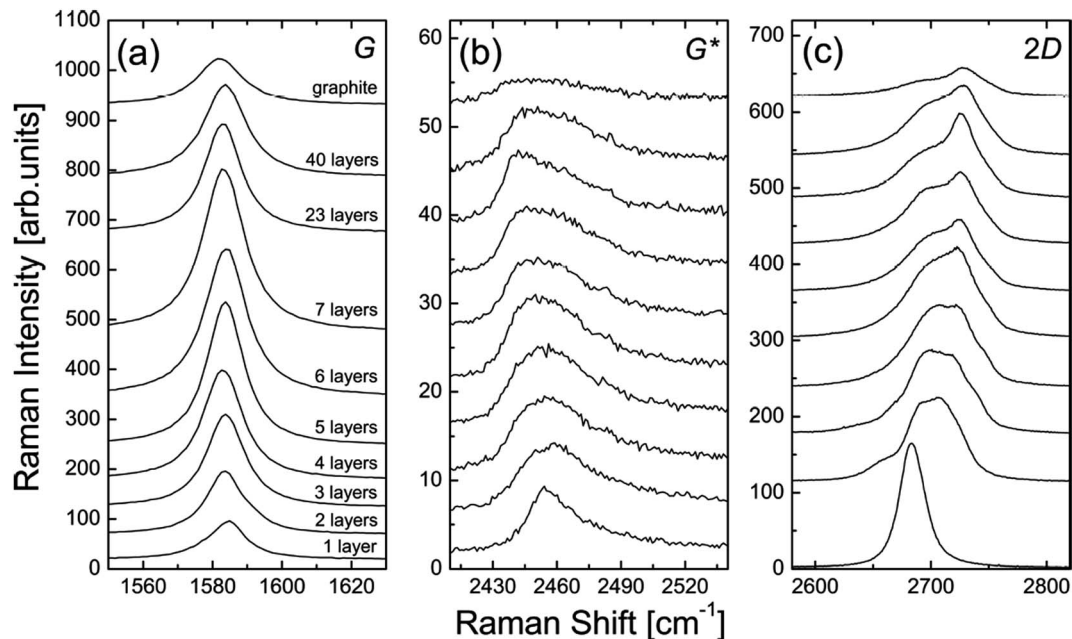 Raman Intensity [arb.units]
(a) G
1100
1000
900
800
700
600
500
400
300
200
100
0
graphite
40 layers
23 layers
7 layers
6 layers
5 layers
4 layers
3 layers
2 layers
1 layer
1560 1580 1600 1620
(b) G*
60
50
40
30
20
10
0
2430 2460 2490 2520
(c) 2D
700
600
500
400
300
200
100
0
2600 2700 2800
Raman Shift [cm⁻¹]